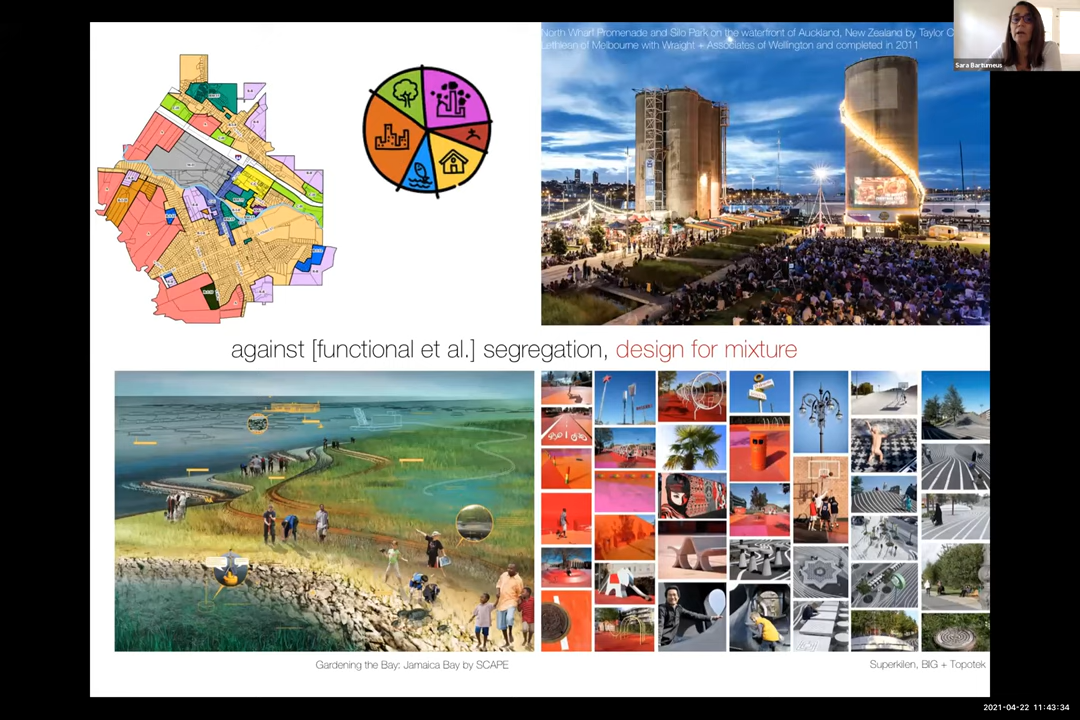 North Wharf Promenade and Silo Park on the waterfront of Auckland, New Zealand by Taylor
Lethlean of Melbourne with Wraight + Associates of Wellington and completed in 2011
Sara Bartumeus
against [functional et al.] segregation, design for mixture
Gardening the Bay: Jamaica Bay by SCAPE
Superkilen, BIG + Topotek
2021-04-22 11:43:34